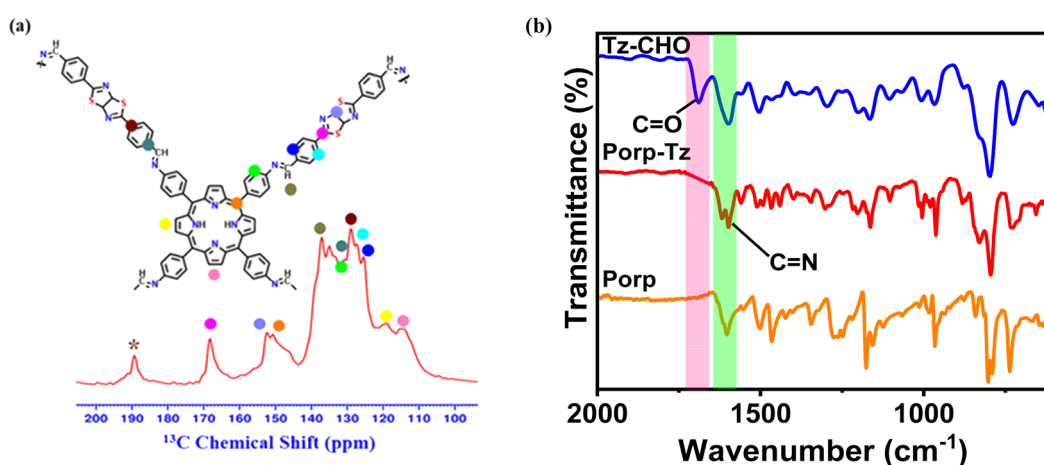 (a)
H
C
N
H
C
N
N
S
S
N
N
S
S
N
CH
N
N
C
H
N
NH
HN
N
H
C
N
N
C
H
*
200 190 180 170 160 150 140 130 120 110 100
¹³C Chemical Shift (ppm)
(b)
Tz-CHO
C=O
Porp-Tz
C=N
Porp
Transmittance (%)
2000 1500 1000
Wavenumber (cm⁻¹)